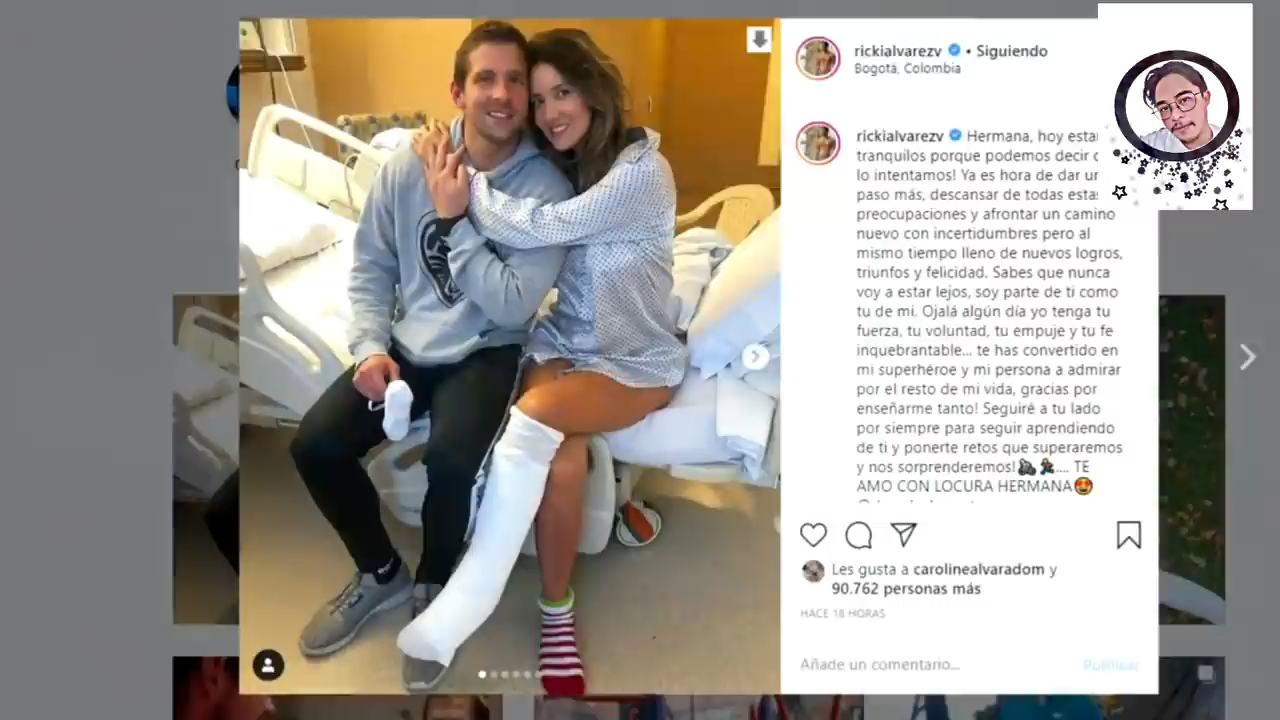 rickialvarezv • Siguiendo
Bogotá, Colombia
rickialvarezv Hermana, hoy
tranquilos porque podemos decir
lo intentamos! Ya es hora de dar
paso más, descansar de todas
preocupaciones y afrontar un camino
nuevo con incertidumbres pero al
mismo tiempo lleno de nuevos logros,
triunfos y felicidad. Sabes que nunca
voy a estar lejos, soy parte de ti como
tu de mi. Ojalá algún día yo tenga tu
fuerza, tu voluntad, tu empuje y tu fe
inquebrantable... te has convertido en
mi superhéroe y mi persona a admirar
por el resto de mi vida, gracias por
enseñarme tanto! Seguiré a tu lado
por siempre para seguir aprendiendo
de ti y ponerte retos que superaremos
y nos sorprenderemos!.... TE
AMO CON LOCURA HERMANA
Les gusta a carolinealvaradom y
90.762 personas más
HACE 18 HORAS
Añade un comentario...
Publicar